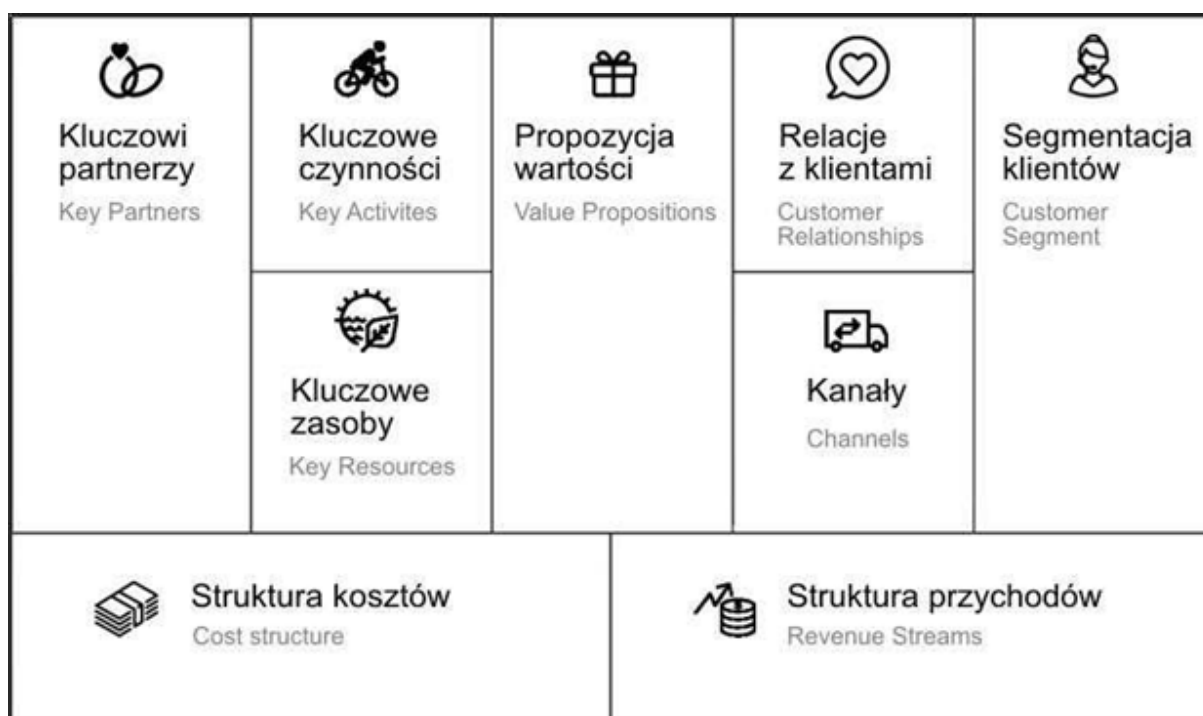 Kluczowi
partnerzy
Key Partners
Kluczowe
czynności
Key Activites
Kluczowe
zasoby
Key Resources
Propozycja
wartości
Value Propositions
Relacje
z klientami
Customer
Relationships
Kanały
Channels
Segmentacja
klientów
Customer
Segment
Struktura kosztów
Cost structure
Struktura przychodów
Revenue Streams